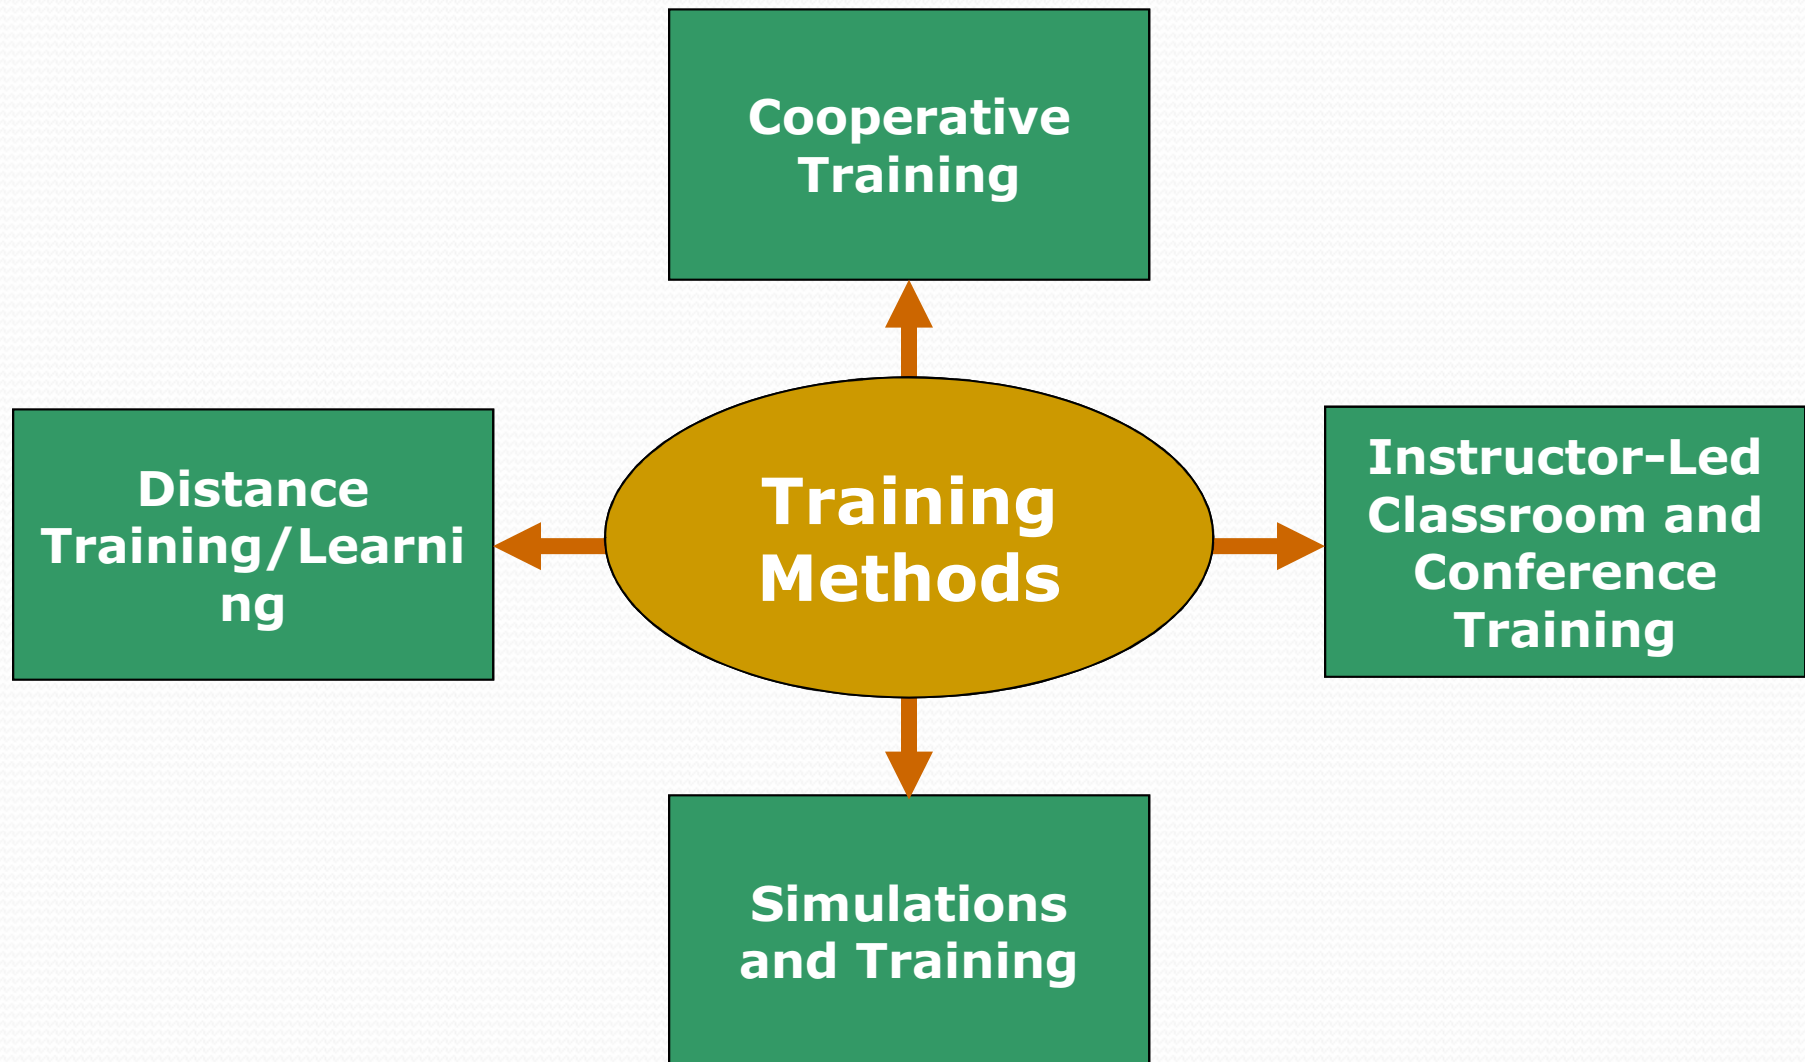 Cooperative
Training
Distance
Training/Learni
ng
Training
Methods
Instructor-Led
Classroom and
Conference
Training
Simulations
and Training